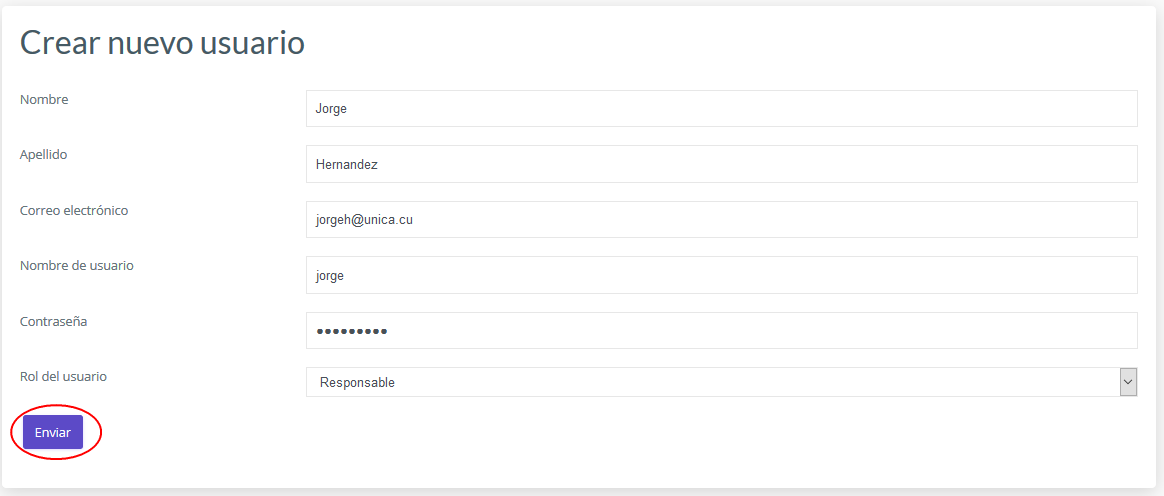 Crear nuevo usuario
Nombre
Jorge
Apellido
Hernandez
Correo electrónico
jorgeh@unica.cu
Nombre de usuario
jorge
Contraseña
•••••••••
Rol del usuario
Responsable
Enviar